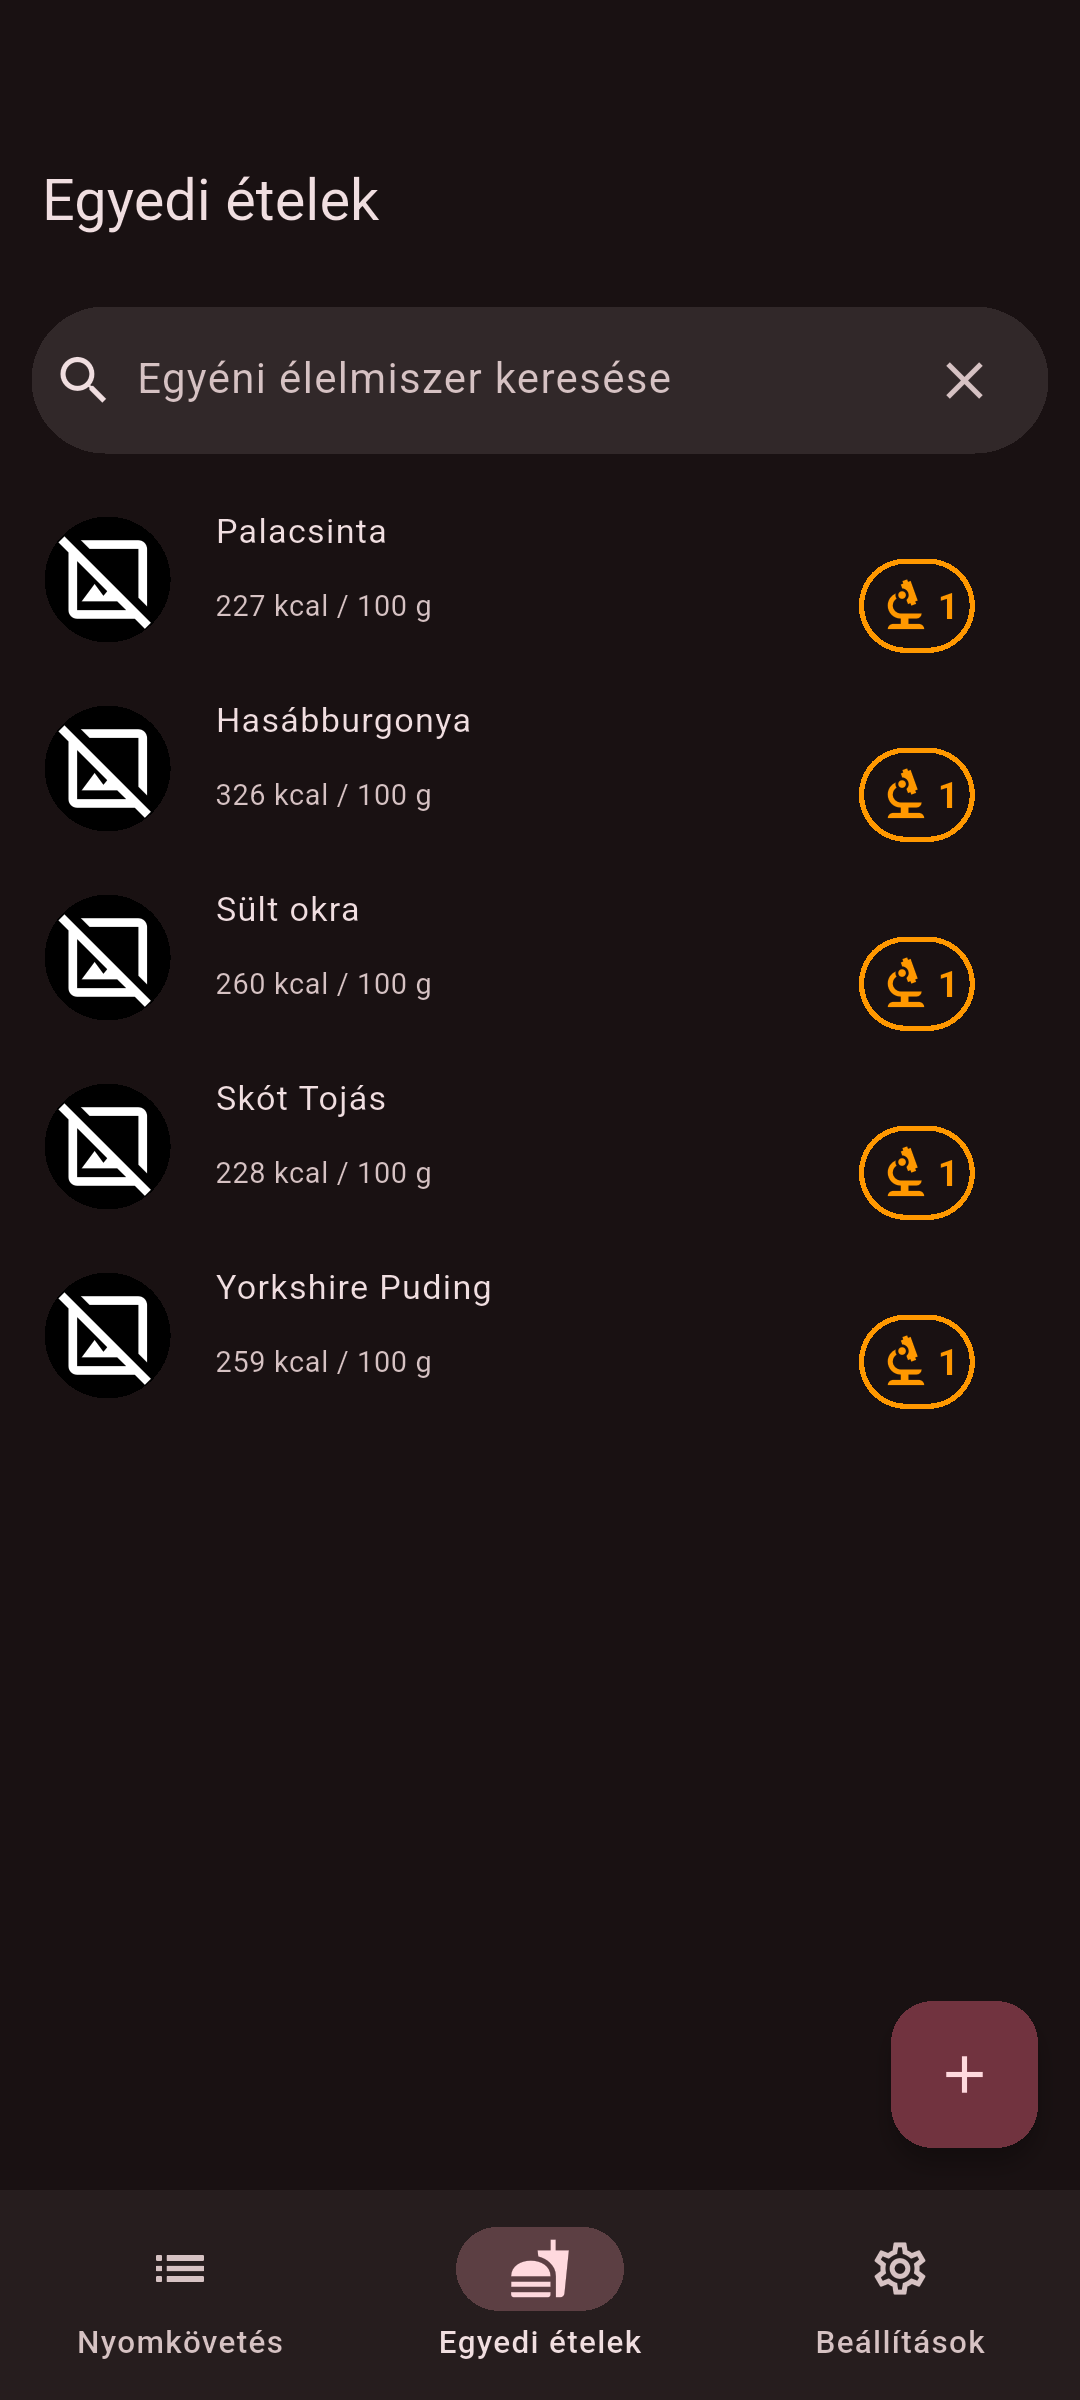 Egyedi ételek
Egyéni élelmiszer keresése
Palacsinta
227 kcal / 100 g
1
Hasábburgonya
326 kcal / 100 g
1
Sült okra
260 kcal / 100 g
1
Skót Tojás
228 kcal / 100 g
1
Yorkshire Puding
259 kcal / 100 g
1
Nyomkövetés
Egyedi ételek
Beállítások